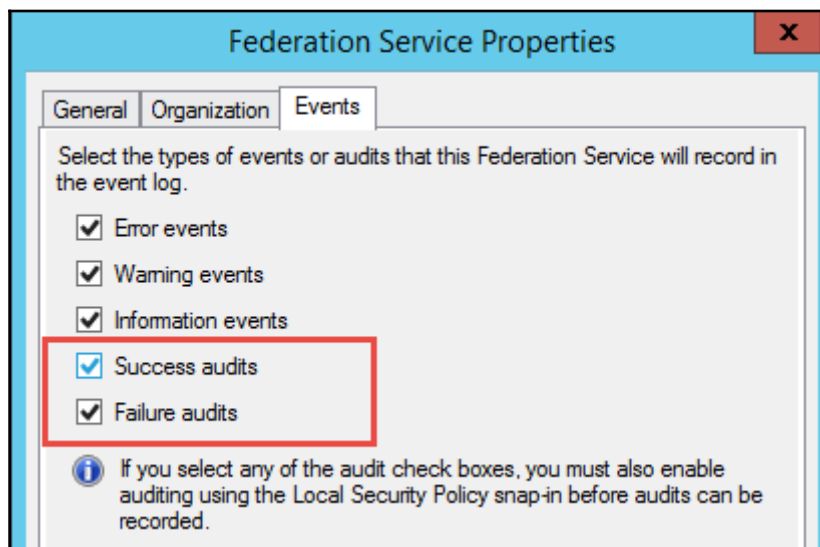 Federation Service Properties
x
General Organization Events
Select the types of events or audits that this Federation Service will record in
the event log.
Error events
Warning events
Information events
Success audits
Failure audits
If you select any of the audit check boxes, you must also enable
auditing using the Local Security Policy snap-in before audits can be
recorded.